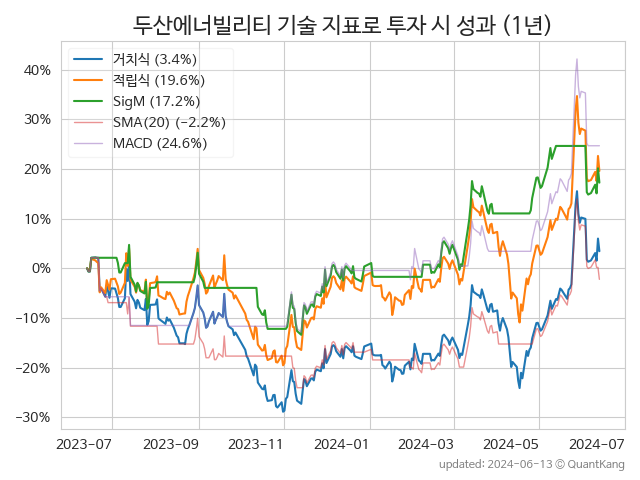 두산에너빌리티 기술 지표로 투자 시 성과 (1년)
거치식 (3.4%)
적립식 (19.6%)
SigM (17.2%)
SMA(20) (−2.2%)
MACD (24.6%)
40%
30%
20%
10%
0%
−10%
−20%
−30%
2023-07 2023-09 2023-11 2024-01 2024-03 2024-05 2024-07
updated: 2024-06-13 ⓒ QuantKang